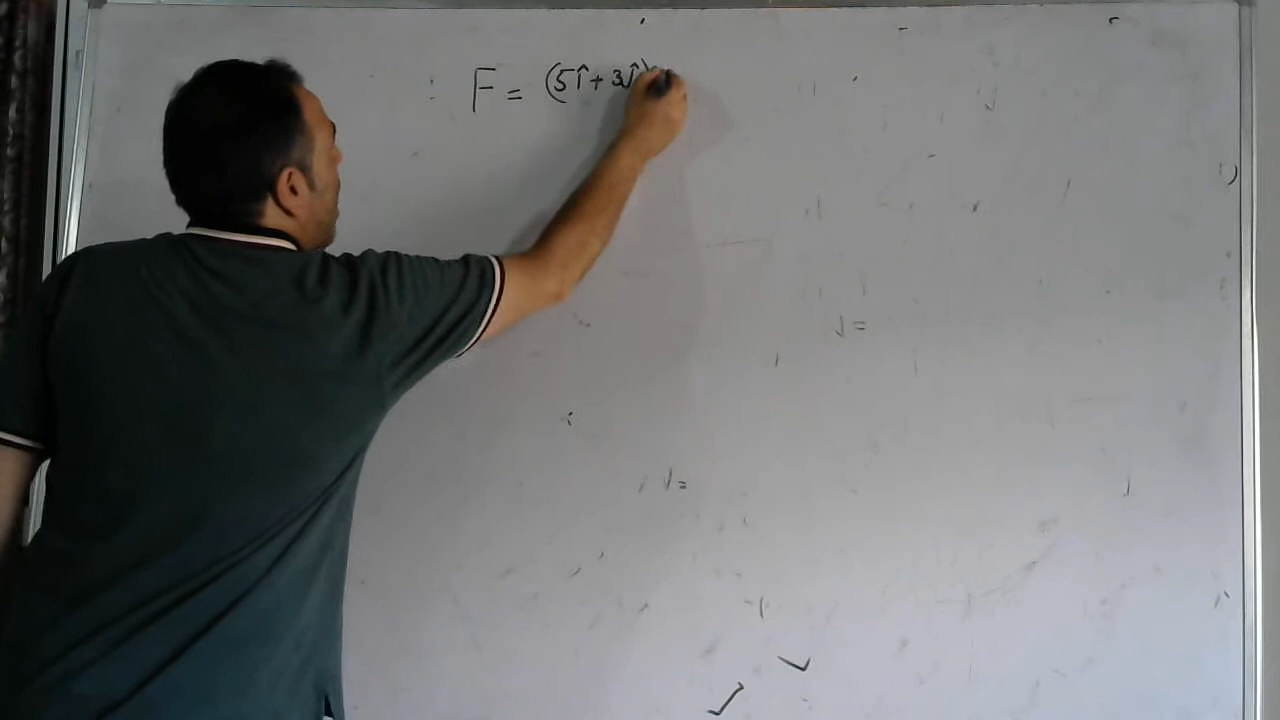 F = (5î + 3ĵ)
√=
√=